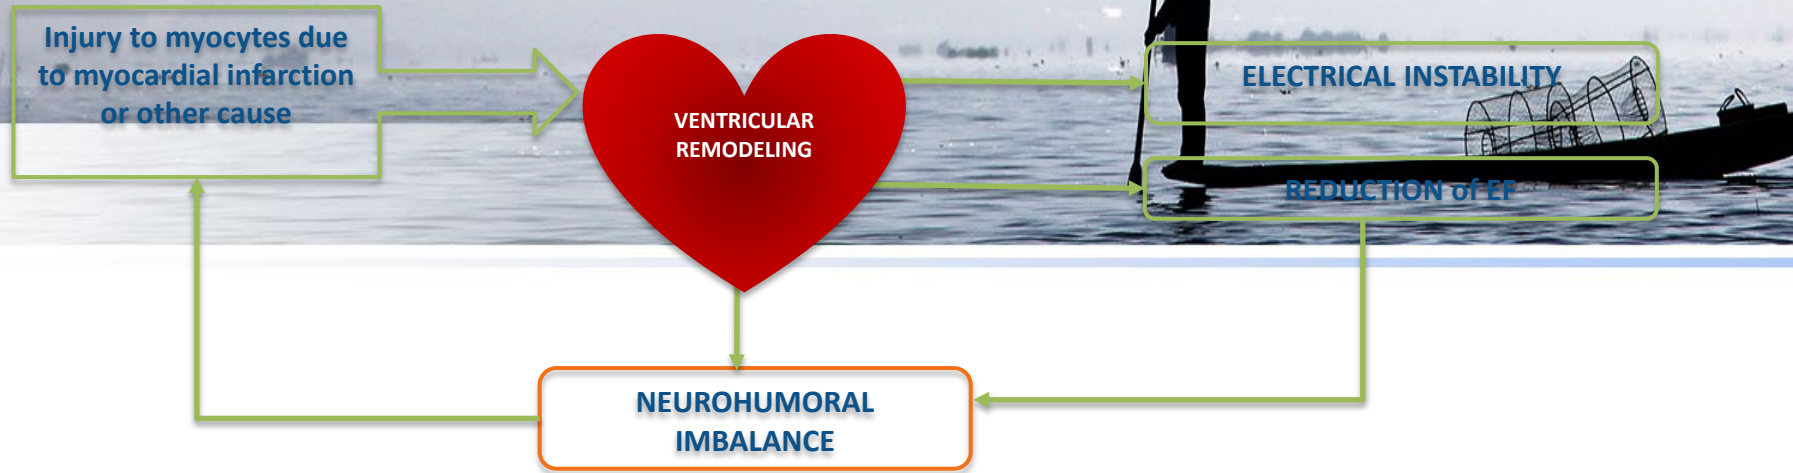 Injury to myocytes due
to myocardial infarction
or other cause
VENTRICULAR
REMODELING
ELECTRICAL INSTABILITY
REDUCTION of EF
NEUROHUMORAL
IMBALANCE